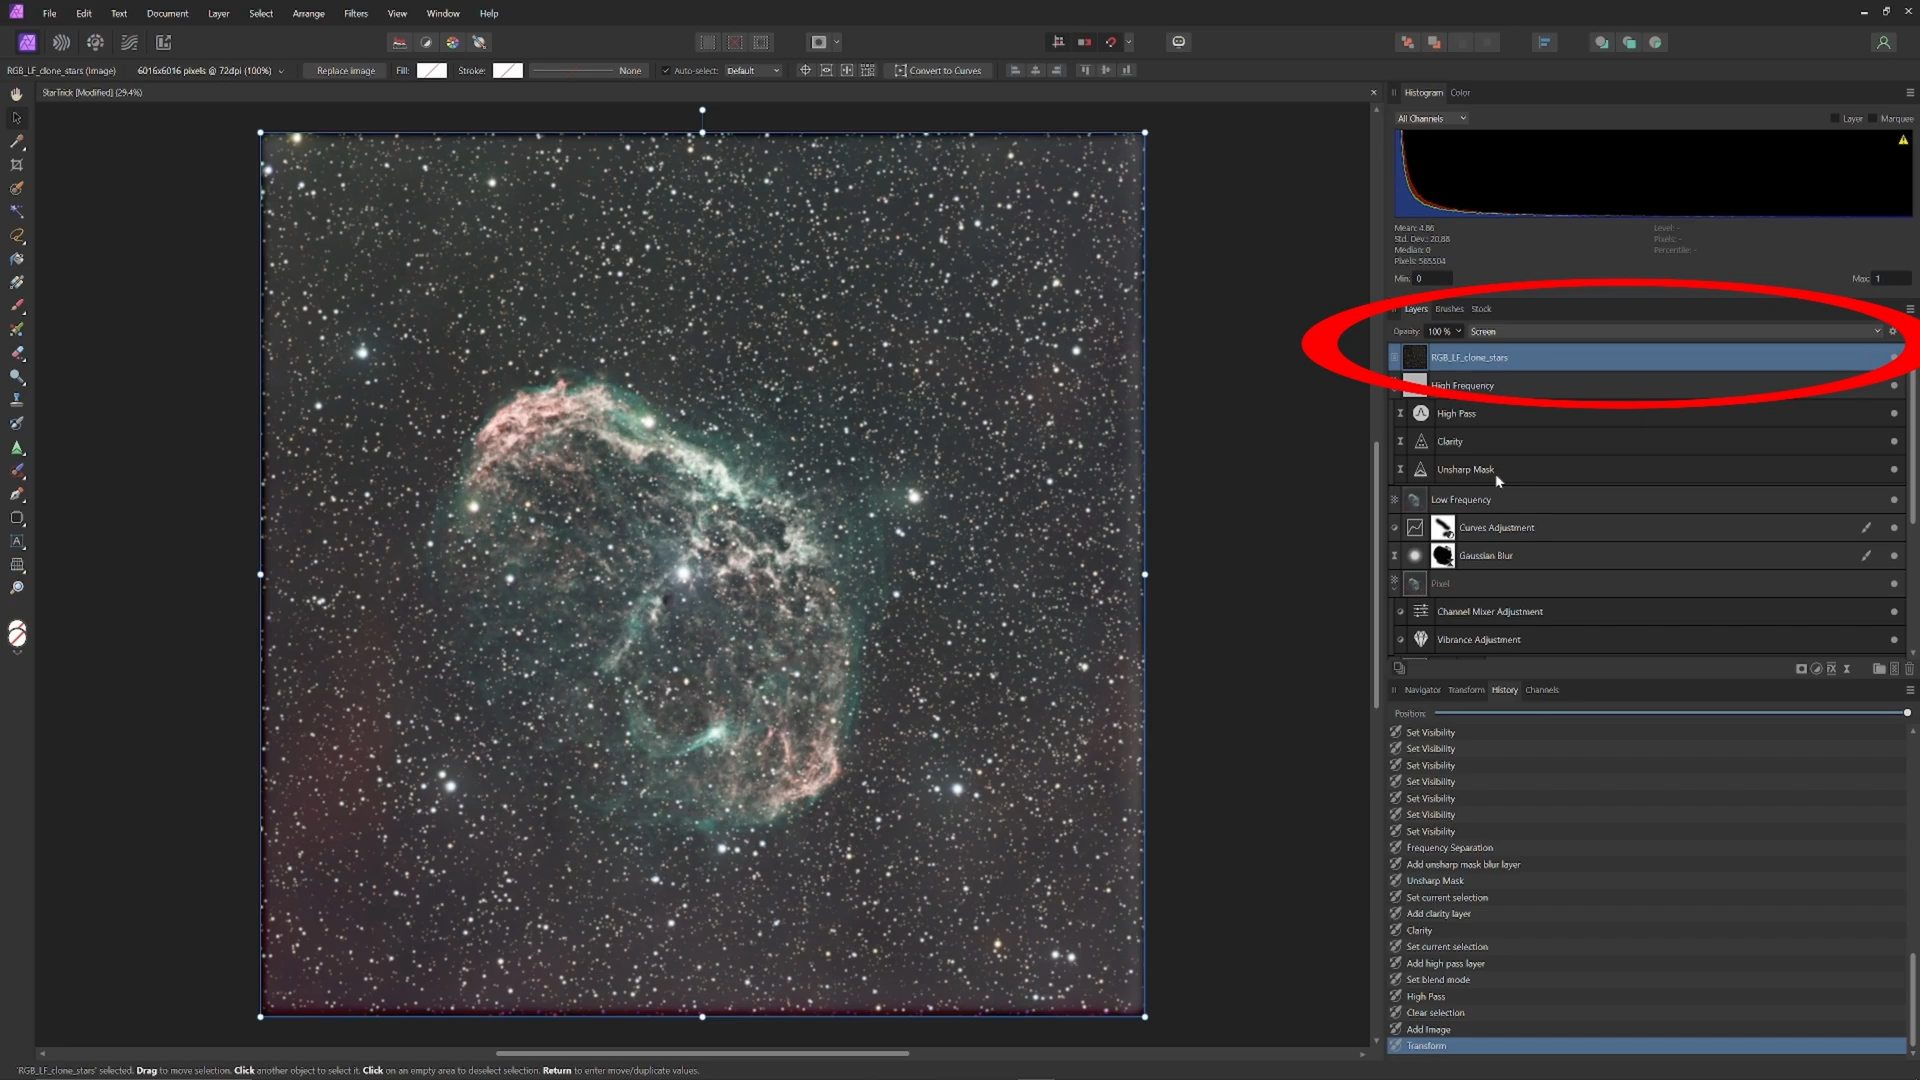 File Edit Text Document Layer Select Arrange Filters View Window Help
RGB_LF_clone_stars (Image) 6016x6016 pixels @ 72dpi (100%) Replace image Fill: Stroke: None Auto-select: Default Convert to Curves
StarTrick [Modified] (29.4%)
Histogram Color
All Channels Layer Marquee
Mean: 4.86 Level: -
Std. Dev.: 20.88 Pixels: -
Median: 0 Percentile: -
Pixels: 565504
Min: 0 Max: 1
Layers Brushes Stock
Opacity: 100 % Screen
RGB_LF_clone_stars
High Frequency
High Pass
Clarity
Unsharp Mask
Low Frequency
Curves Adjustment
Gaussian Blur
Pixel
Channel Mixer Adjustment
Vibrance Adjustment
Navigator Transform History Channels
Position:
Set Visibility
Set Visibility
Set Visibility
Set Visibility
Set Visibility
Set Visibility
Set Visibility
Frequency Separation
Add unsharp mask blur layer
Unsharp Mask
Set current selection
Add clarity layer
Clarity
Set current selection
Add high pass layer
Set blend mode
High Pass
Clear selection
Add Image
Transform
'RGB_LF_clone_stars' selected. Drag to move selection. Click another object to select it. Click on an empty area to deselect selection. Return to enter move/duplicate values.